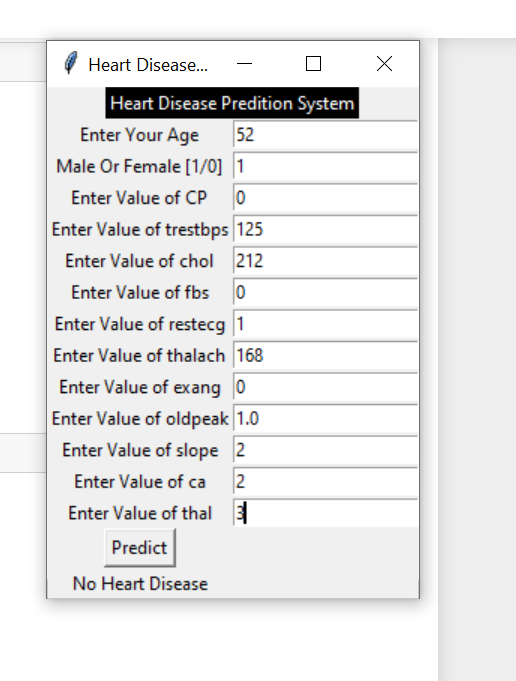 Heart Disease...
Heart Disease Predition System
Enter Your Age 52
Male Or Female [1/0] 1
Enter Value of CP 0
Enter Value of trestbps 125
Enter Value of chol 212
Enter Value of fbs 0
Enter Value of restecg 1
Enter Value of thalach 168
Enter Value of exang 0
Enter Value of oldpeak 1.0
Enter Value of slope 2
Enter Value of ca 2
Enter Value of thal 3
Predict
No Heart Disease